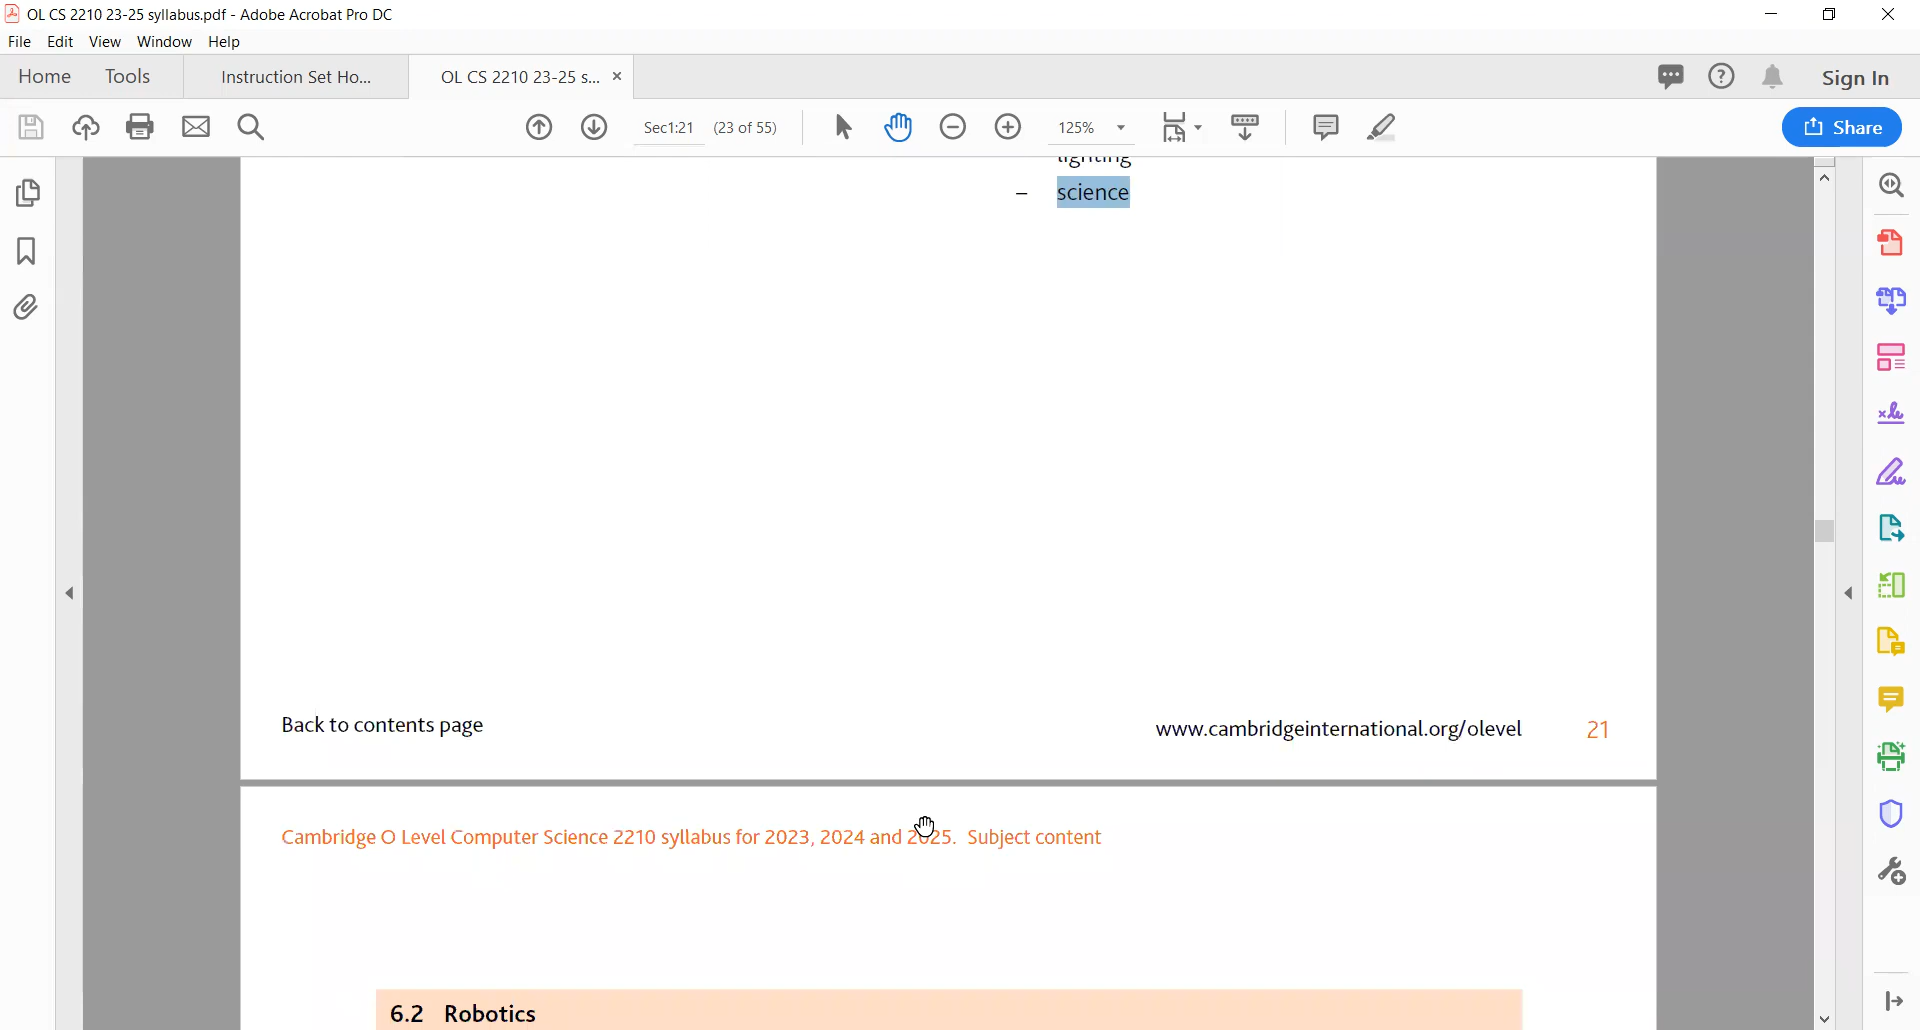 OL CS 2210 23-25 syllabus.pdf - Adobe Acrobat Pro DC
File Edit View Window Help
Home Tools Instruction Set Ho... OL CS 2210 23-25 s... × Sign In
Sec1:21 (23 of 55) 125% Share
lighting
– science
Back to contents page www.cambridgeinternational.org/olevel 21
Cambridge O Level Computer Science 2210 syllabus for 2023, 2024 and 2025. Subject content
6.2 Robotics